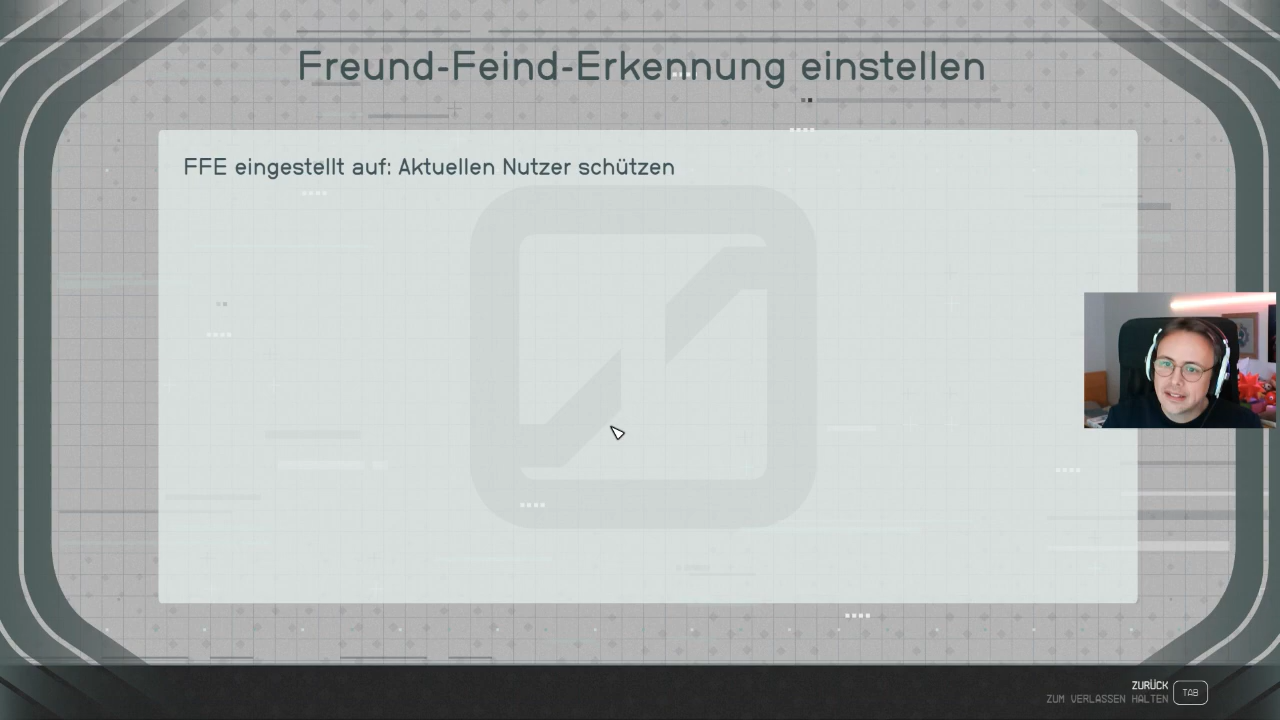 Freund-Feind-Erkennung einstellen
FFE eingestellt auf: Aktuellen Nutzer schützen
ZURÜCK
ZUM VERLASSEN HALTEN
TAB